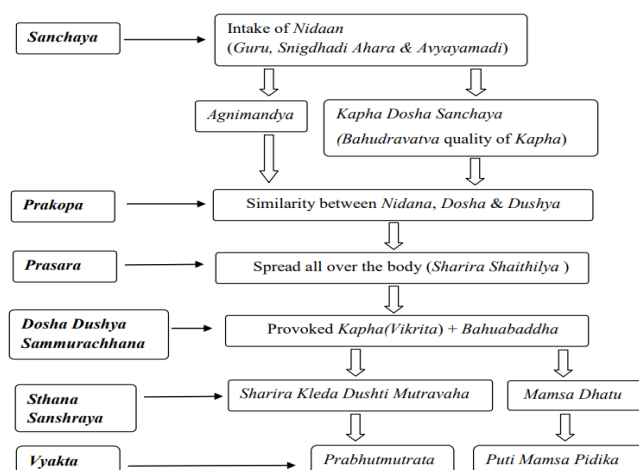 Sanchaya
Intake of Nidaan
(Guru, Snigdhadi Ahara & Avyayamadi)
Agnimandya
Kapha Dosha Sanchaya
(Bahudravatva quality of Kapha)
Prakopa
Similarity between Nidana, Dosha & Dushya
Prasara
Spread all over the body (Sharira Shaithilya )
Dosha Dushya
Sammurachhana
Provoked Kapha(Vikrita) + Bahuabaddha
Sthana
Sanshraya
Sharira Kleda Dushti Mutravaha
Mamsa Dhatu
Vyakta
Prabhutmutrata
Puti Mamsa Pidika